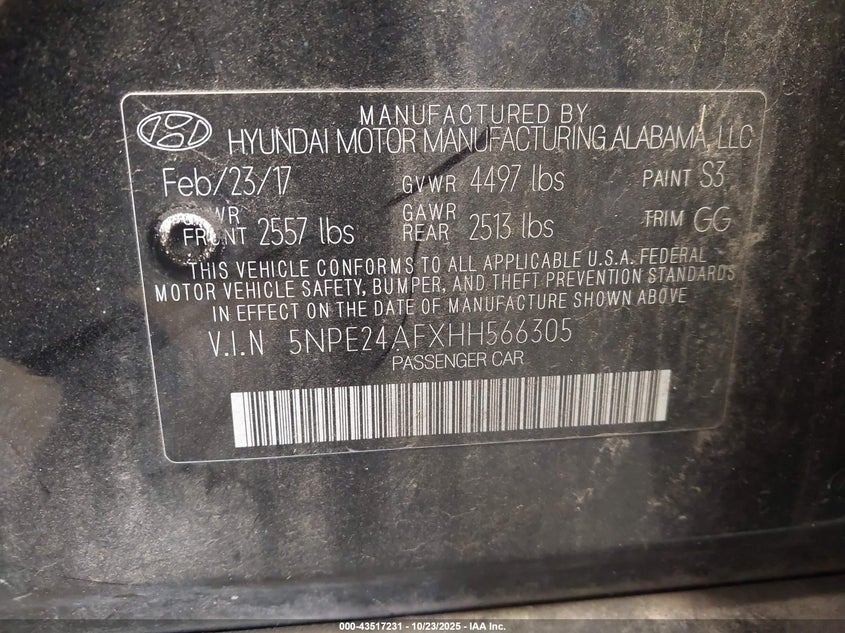 MANUFACTURED BY
HYUNDAI MOTOR MANUFACTURING ALABAMA, LLC
Feb/23/17 GVWR 4497 lbs PAINT S3
FRONT 2557 lbs GAWR REAR 2513 lbs TRIM GG
THIS VEHICLE CONFORMS TO ALL APPLICABLE U.S.A. FEDERAL
MOTOR VEHICLE SAFETY, BUMPER, AND THEFT PREVENTION STANDARDS
IN EFFECT ON THE DATE OF MANUFACTURE SHOWN ABOVE
V.I.N 5NPE24AFXHH566305
PASSENGER CAR
000-43517231 - 10/23/2025 - IAA Inc.